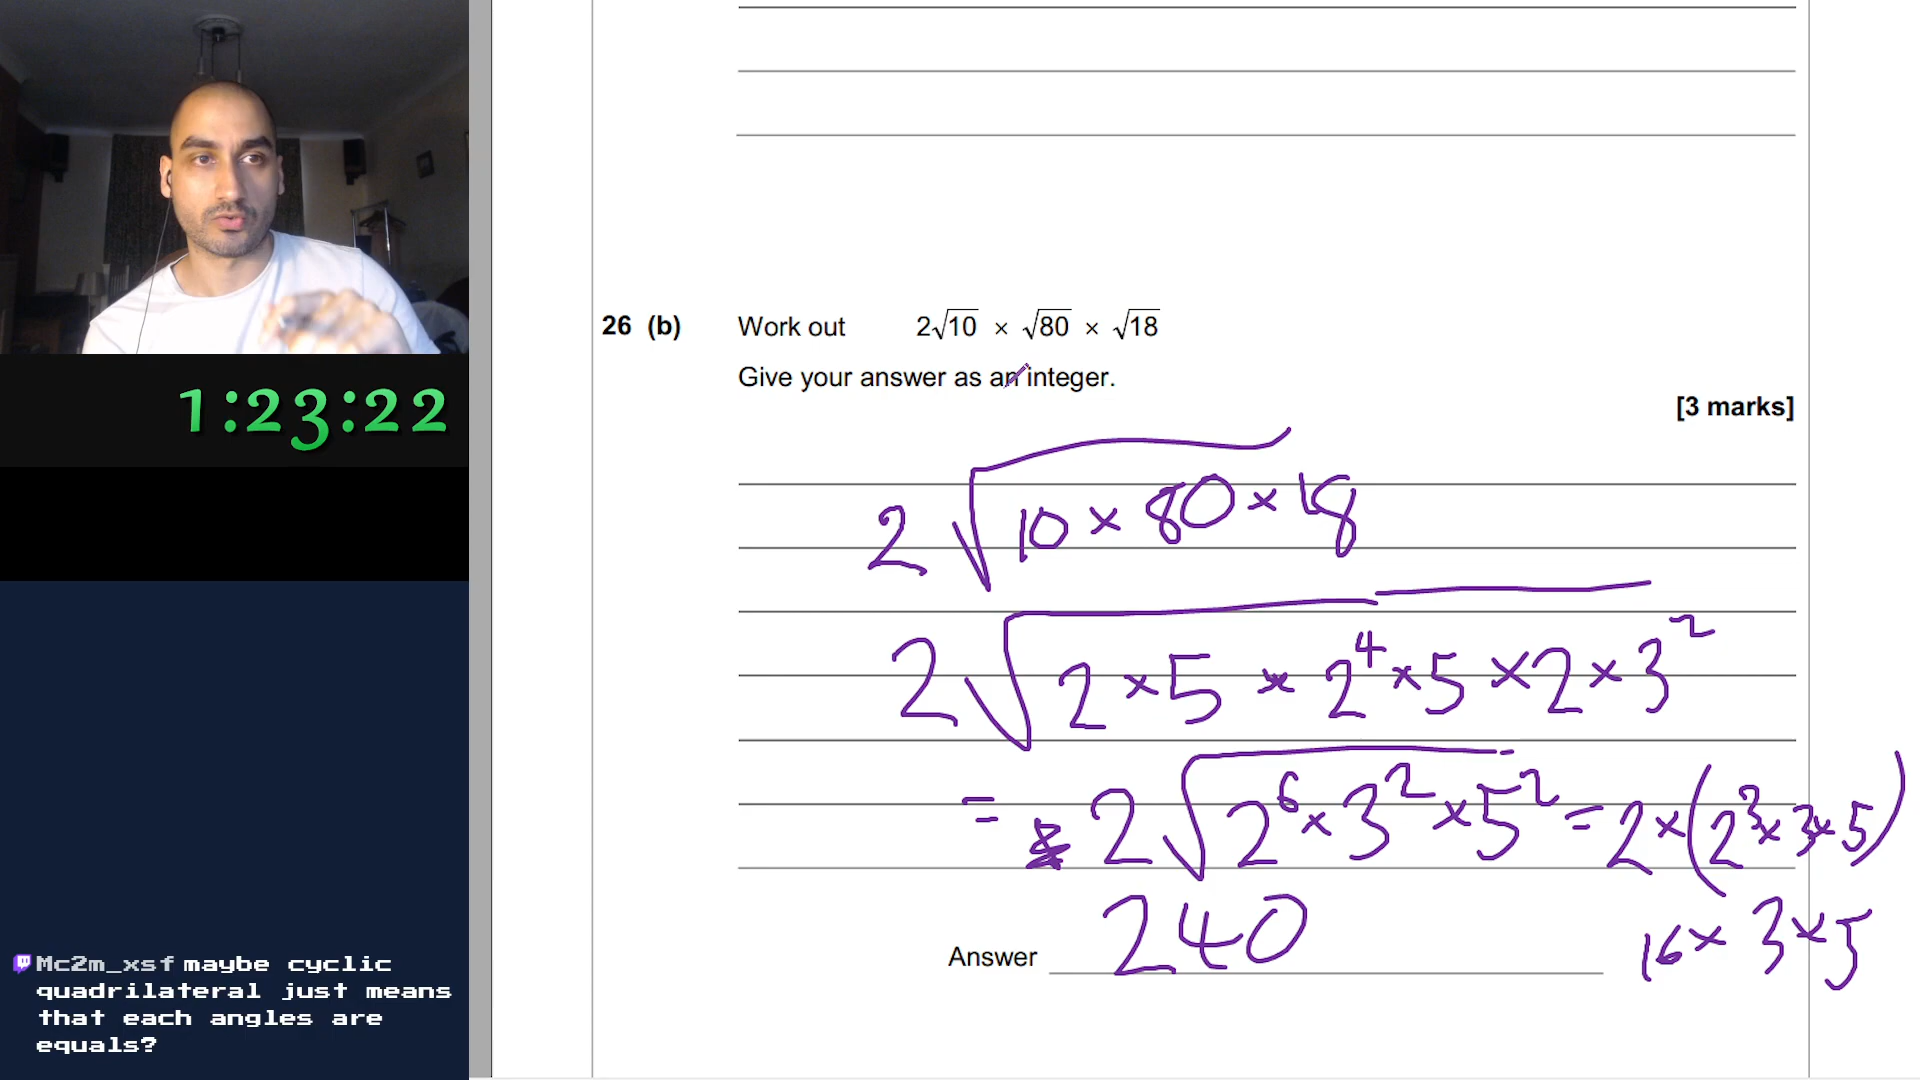 1:23:22
Mc2m_xsf maybe cyclic
quadrilateral just means
that each angles are
equals?
26 (b) Work out 2√10 × √80 × √18
Give your answer as an integer.
[3 marks]
2√10 × 80 × 18
2√2 × 5 × 2⁴ × 5 × 2 × 3²
= 2√2⁶ × 3² × 5² = 2 × (2³ × 3 × 5)
16 × 3 × 5
Answer 240